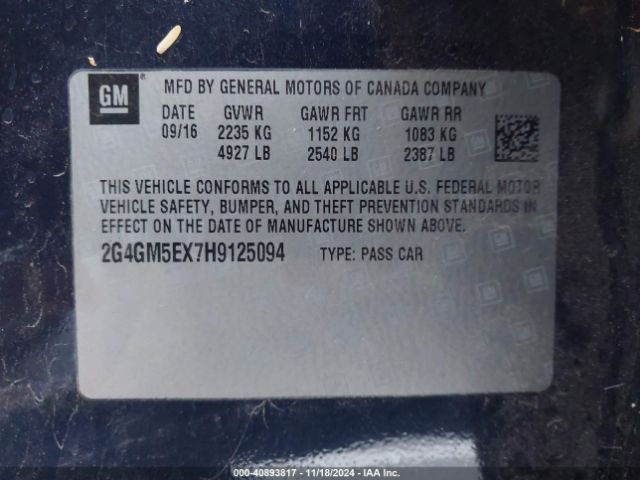 GM ® MFD BY GENERAL MOTORS OF CANADA COMPANY
DATE GVWR GAWR FRT GAWR RR
09/16 2235 KG 1152 KG 1083 KG
4927 LB 2540 LB 2387 LB
THIS VEHICLE CONFORMS TO ALL APPLICABLE U.S. FEDERAL MOTOR
VEHICLE SAFETY, BUMPER, AND THEFT PREVENTION STANDARDS IN
EFFECT ON THE DATE OF MANUFACTURE SHOWN ABOVE.
2G4GM5EX7H9125094 TYPE: PASS CAR
000-40893817 - 11/18/2024 - IAA Inc.